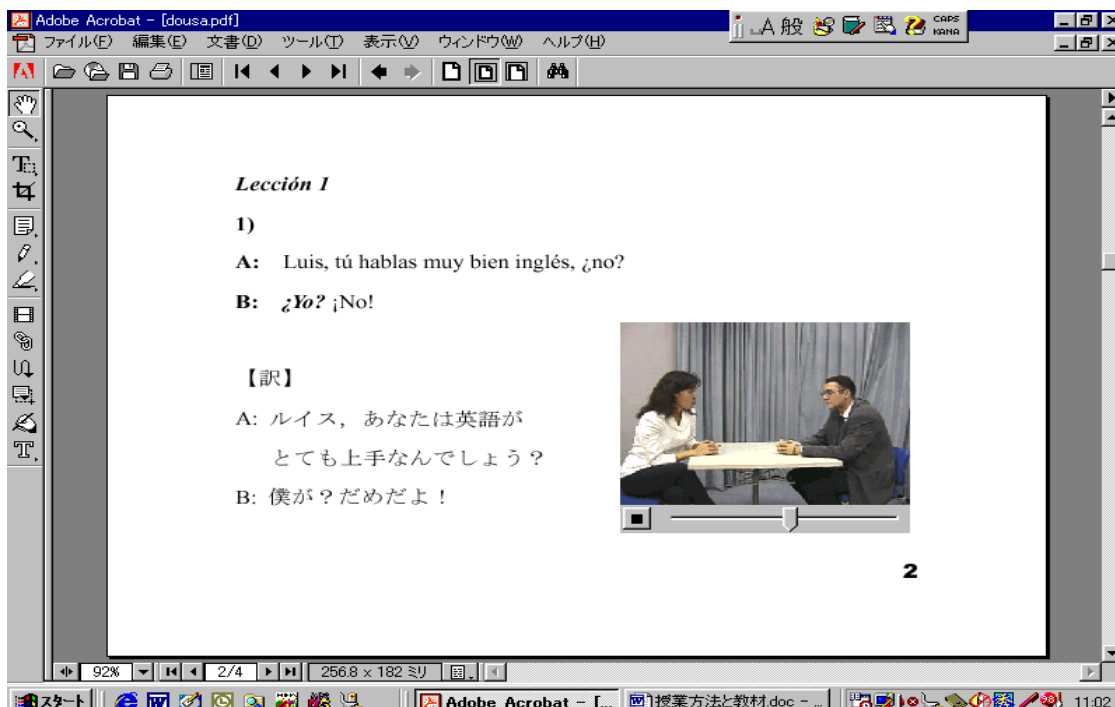 Adobe Acrobat - [dousa.pdf]
A 般 CAPS KANA
ファイル(F) 編集(E) 文書(D) ツール(T) 表示(V) ウィンドウ(W) ヘルプ(H)
Lección 1
1)
A: Luis, tú hablas muy bien inglés, ¿no?
B: ¿Yo? ¡No!
【訳】
A: ルイス，あなたは英語が
とても上手なんでしょう？
B: 僕が？だめだよ！
2
92% 2/4 256.8 x 182 ミリ
スタート Adobe Acrobat - [... 授業方法と教材.doc - ... 11:02